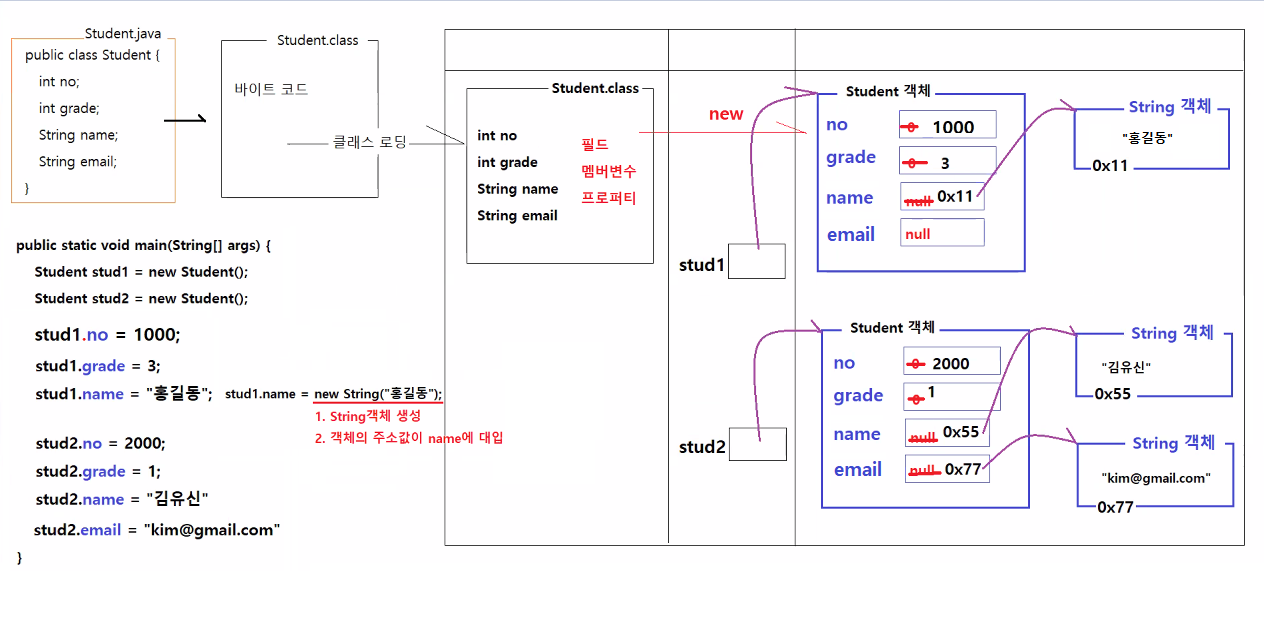 Student.java
public class Student {
int no;
int grade;
String name;
String email;
}
Student.class
바이트 코드
클래스 로딩
Student.class
int no
int grade
String name
String email
필드
멤버변수
프로퍼티
new
stud1
Student 객체
no
0 1000
grade
0 3
name
null 0x11
email
null
String 객체
"홍길동"
0x11
public static void main(String[] args) {
Student stud1 = new Student();
Student stud2 = new Student();
stud1.no = 1000;
stud1.grade = 3;
stud1.name = "홍길동"; stud1.name = new String("홍길동");
1. String객체 생성
2. 객체의 주소값이 name에 대입
stud2.no = 2000;
stud2.grade = 1;
stud2.name = "김유신"
stud2.email = "kim@gmail.com"
}
stud2
Student 객체
no
0 2000
grade
0 1
name
null 0x55
email
null 0x77
String 객체
"김유신"
0x55
String 객체
"kim@gmail.com"
0x77